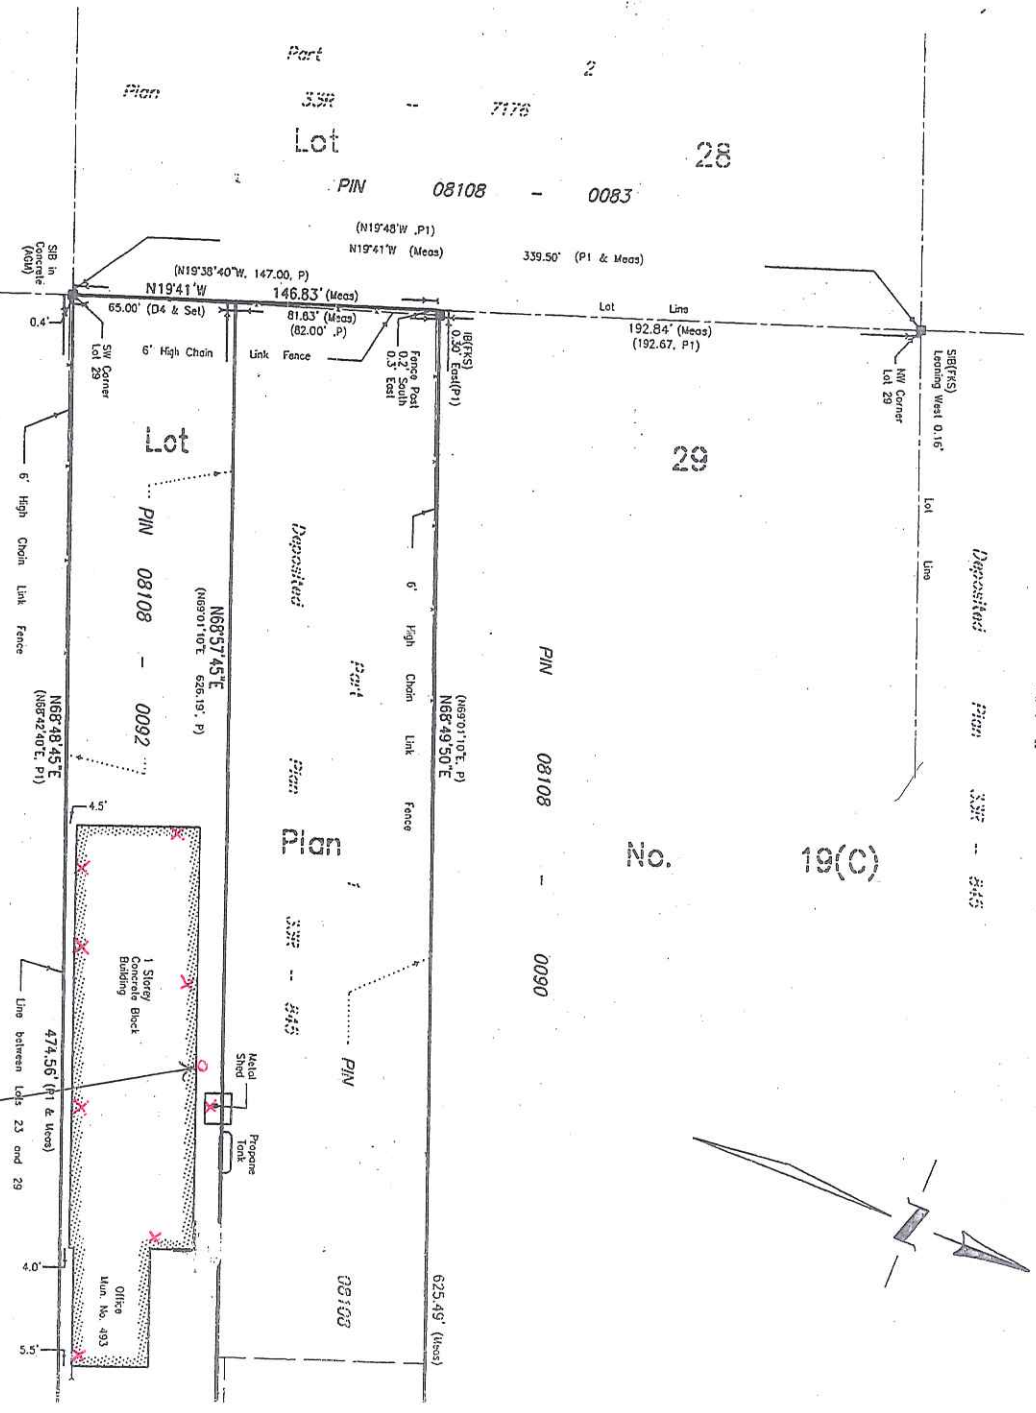 Part 2
Plan 33R -- 7176
Lot 28
PIN 08108 - 0083
(N19°48'W ,P1)
N19°41'W (Meas)
339.50' (P1 & Meas)
(N19°38'40"W, 147.00, P)
N19°41'W 146.83' (Meas)
65.00' (D4 & Set)
81.83' (Meas)
(82.00' ,P)
6' High Chain Link Fence
Lot Line
192.84' (Meas)
(192.67, P1)
SIB in
Concrete
(AGM)
0.4'
SW Corner
Lot 29
IB(FKS)
0.30' East(P1)
Fence Post
0.2' South
0.3' East
SIB(FKS)
Leaning West 0.16'
NW Corner
Lot 29
Lot Line
Lot 29
6' High Chain Link Fence
PIN 08108 - 0092
N68°57'45"E
(N69°01'10"E 626.19', P)
Deposited Plan 33R -- 845
Part 1
6' High Chain Link Fence
(N69°01'10"E, P)
N68°49'50"E
PIN 08108 - 0090
Deposited Plan 33R -- 845
N68°48'45"E
(N68°42'40"E, P1)
Plan No. 19(C)
4.5'
1 Storey
Concrete Block
Building
Metal
Shed
Propane
Tank
PIN 08108
474.56' (P1 & Meas)
Line between Lots 23 and 29
4.0'
5.5'
Office
Mun. No. 493
625.49' (Meas)
N